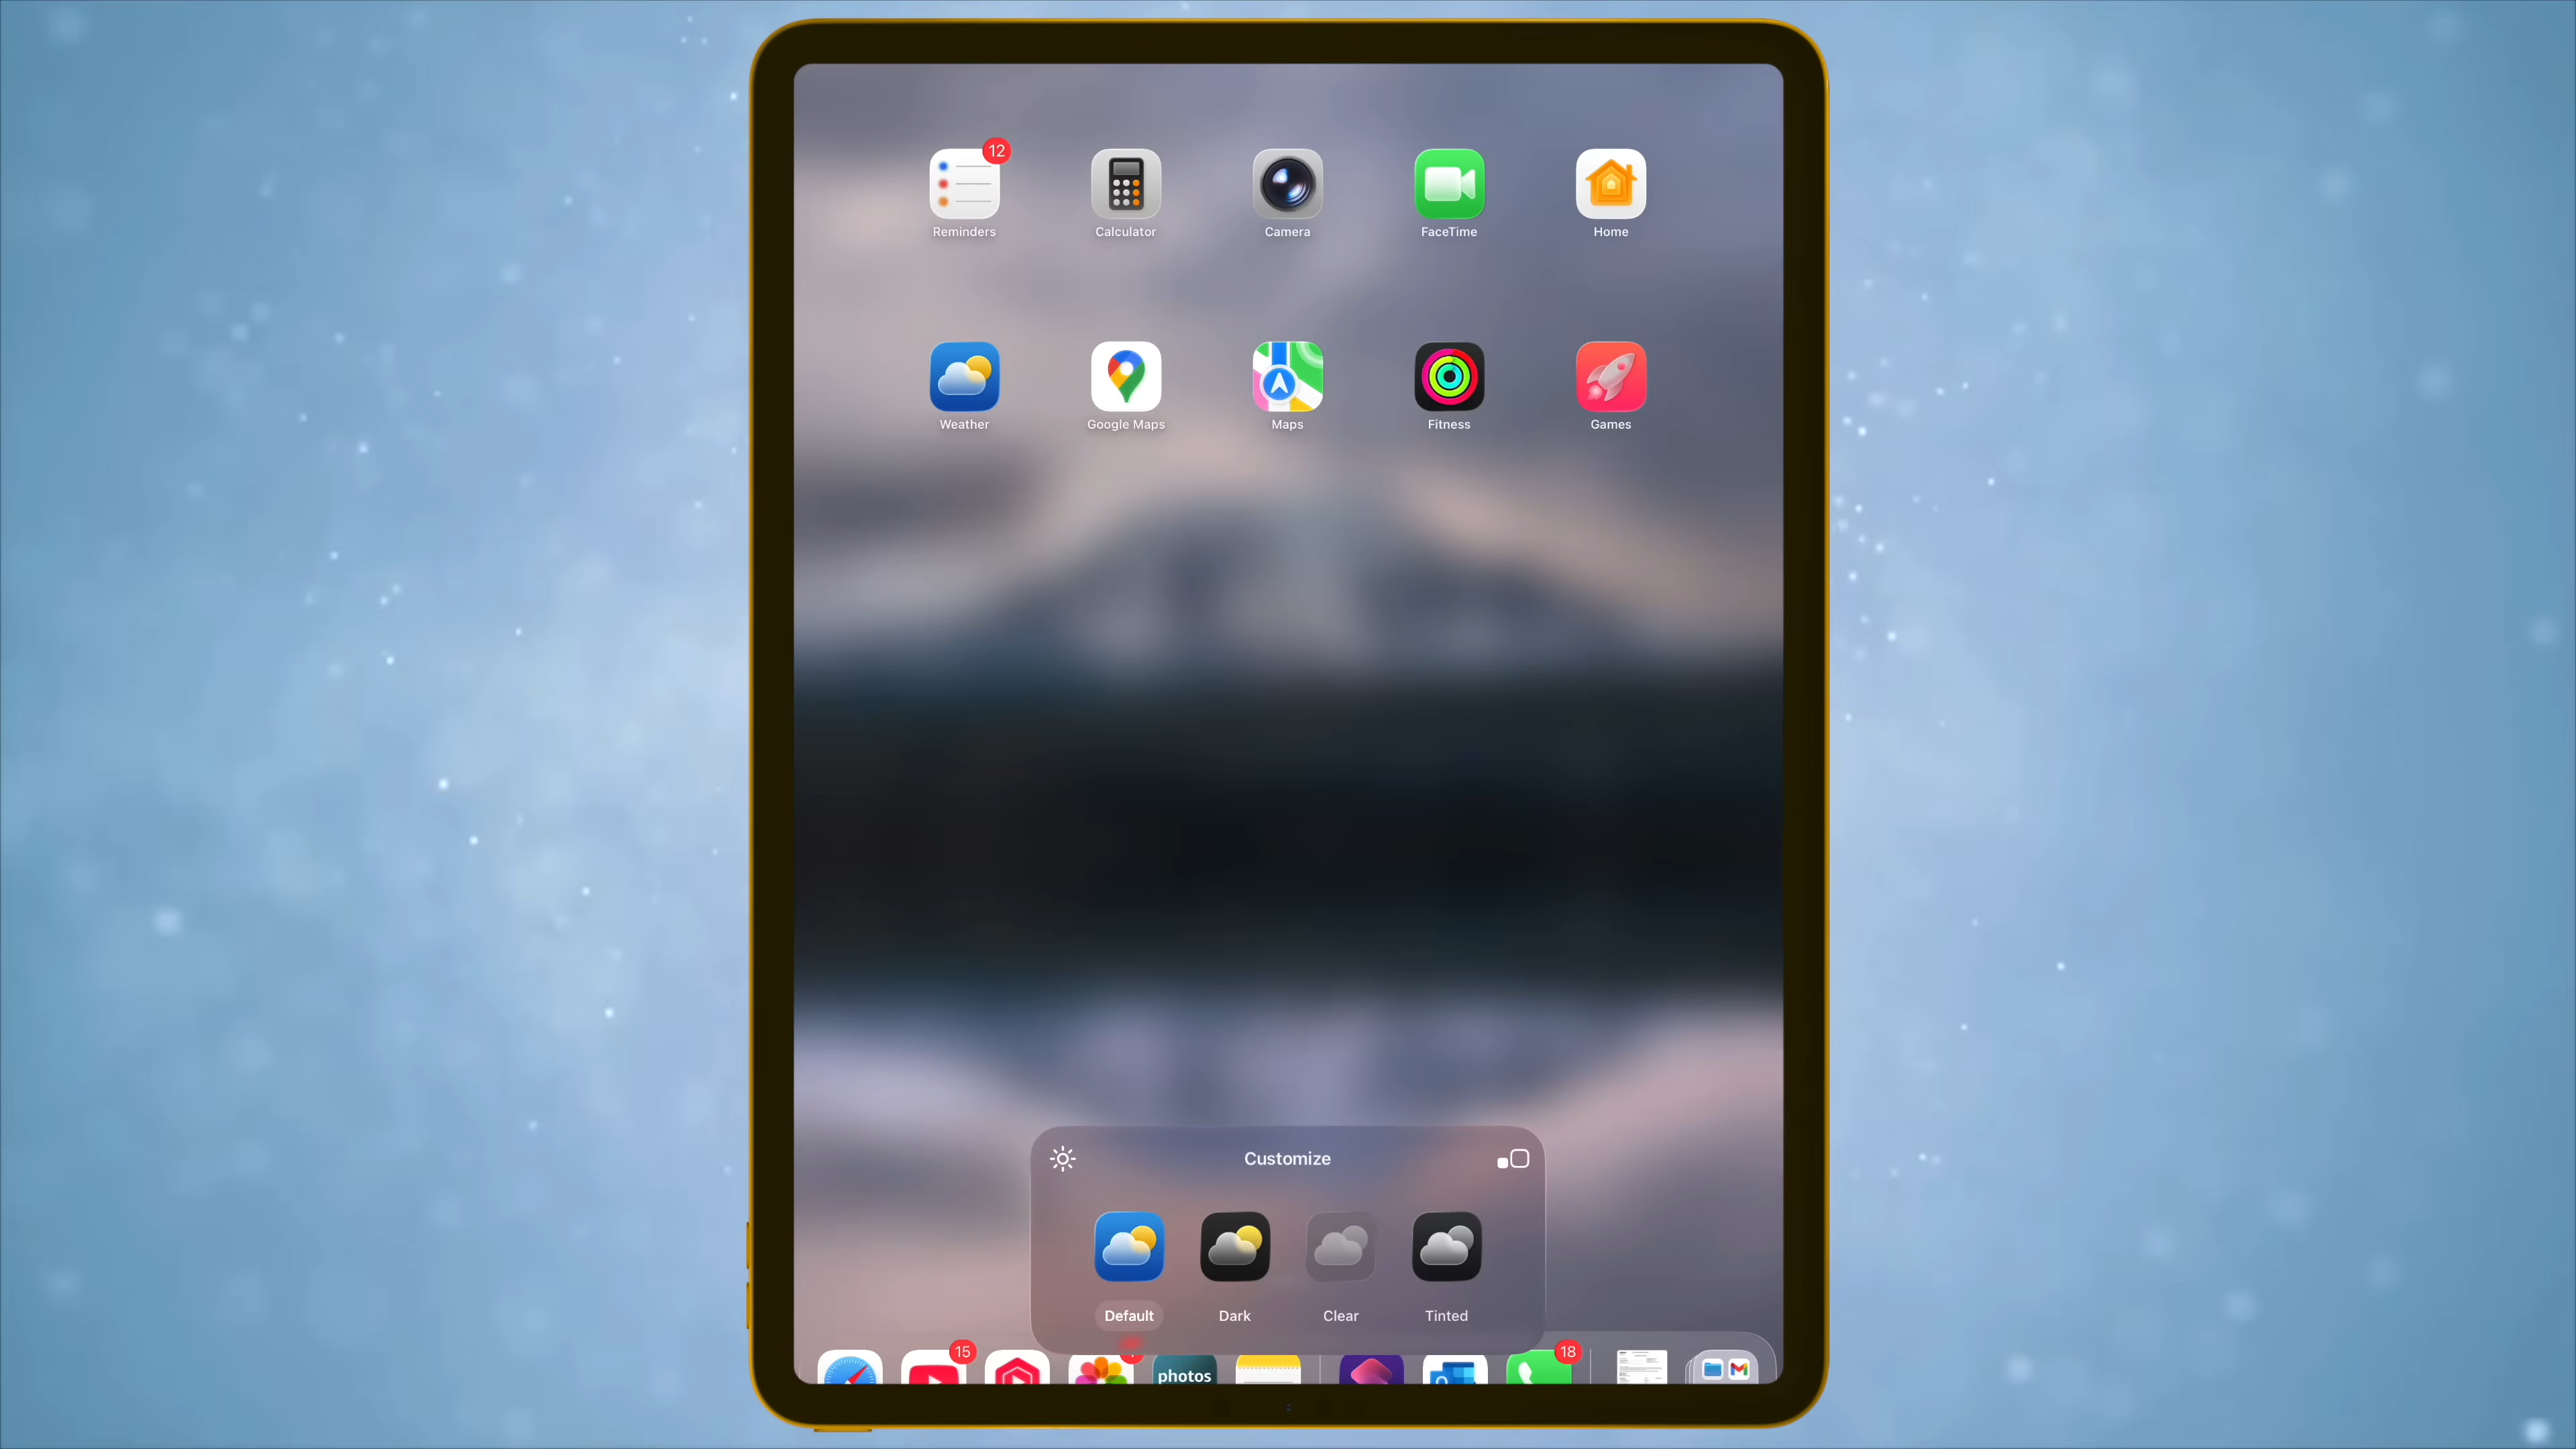 12
Reminders
Calculator
Camera
FaceTime
Home
Weather
Google Maps
Maps
Fitness
Games
Customize
Default
Dark
Clear
Tinted
15
18
photos